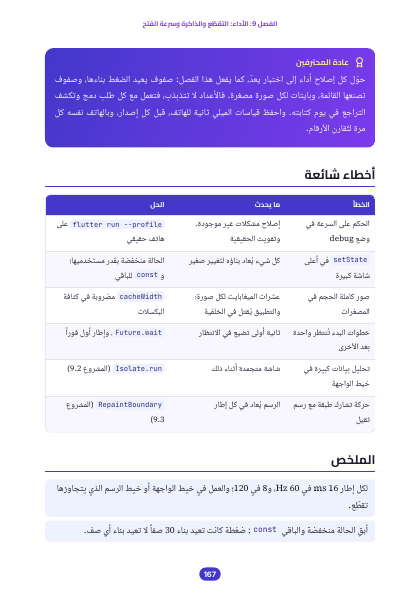 الفصل 9: الأداء: التقطّع والذاكرة وسرعة الفتح
عادة المحترفين
حوّل كل إصلاح أداء إلى اختبار يعدّ، كما يفعل هذا الفصل: صفوف يعيد الضغط بناءها، وصفوف
تصنعها القائمة، وبايتات لكل صورة مصغرة. فالأعداد لا تتذبذب، فتعمل مع كل طلب دمج وتكشف
التراجع في يوم كتابته. واحفظ قياسات الميلي ثانية للهاتف، قبل كل إصدار، وبالهاتف نفسه كل
مرة لتُقارن الأرقام.
أخطاء شائعة
الخطأ ما يحدث الحل
الحكم على السرعة في إصلاح مشكلات غير موجودة، flutter run --profile على
وضع debug وتفويت الحقيقية هاتف حقيقي
setState في أعلى كل شيء يُعاد بناؤه لتغيير صغير الحالة منخفضة بقدر مستخدميها؛
شاشة كبيرة و const للباقي
صور كاملة الحجم في عشرات الميغابايت لكل صورة؛ cacheWidth مضروبة في كثافة
المصغرات والتطبيق يُقتل في الخلفية البكسلات
خطوات البدء تُنتظر واحدة ثانية أولى تضيع في الانتظار Future.wait ، وإطار أول فوراً
بعد الأخرى
تحليل بيانات كبيرة في شاشة متجمدة أثناء ذلك Isolate.run (المشروع 9.2)
خيط الواجهة
حركة تشارك طبقة مع رسم الرسم يُعاد في كل إطار RepaintBoundary (المشروع
ثقيل 9.3)
الملخص
لكل إطار 16 ms في 60 Hz، و8 في 120؛ والعمل في خيط الواجهة أو خيط الرسم الذي يتجاوزها
تقطّع.
أبقِ الحالة منخفضة والباقي const : ضغطة كانت تعيد بناء 30 صفاً لا تعيد بناء أي صف.
167